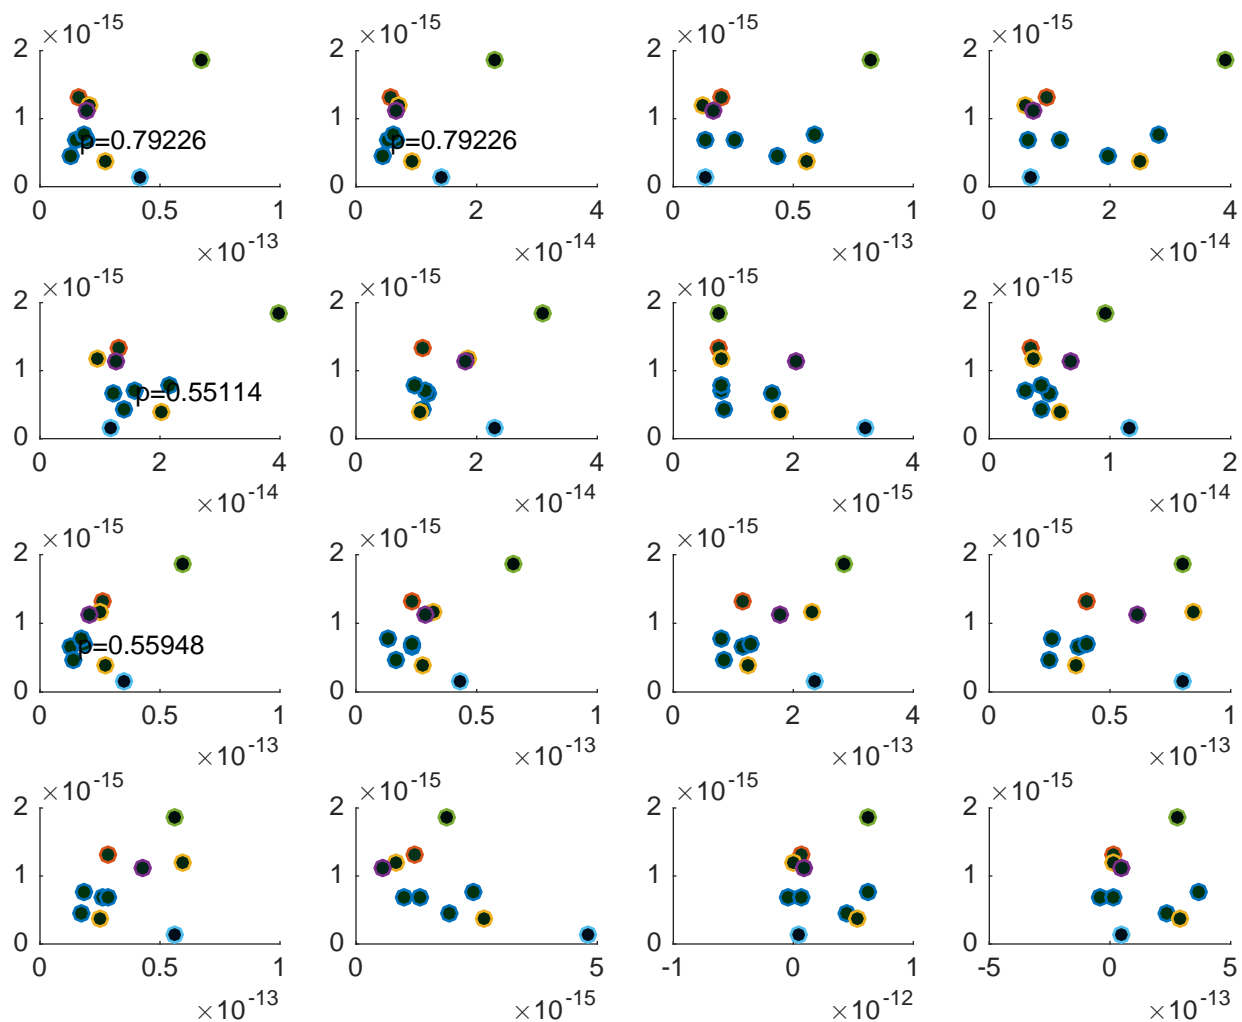 ×10-15 ×10-15 ×10-15 ×10-15
2 2 2 2
1 1 1 1
p=0.79226 p=0.79226
0 0 0 0
0 0.5 1 0 2 4 0 0.5 1 0 2 4
×10-13 ×10-14 ×10-13 ×10-14
×10-15 ×10-15 ×10-15 ×10-15
2 2 2 2
1 1 1 1
p=0.55114
0 0 0 0
0 2 4 0 2 4 0 2 4 0 1 2
×10-14 ×10-14 ×10-15 ×10-14
×10-15 ×10-15 ×10-15 ×10-15
2 2 2 2
1 1 1 1
p=0.55948
0 0 0 0
0 0.5 1 0 0.5 1 0 2 4 0 0.5 1
×10-13 ×10-13 ×10-13 ×10-13
×10-15 ×10-15 ×10-15 ×10-15
2 2 2 2
1 1 1 1
0 0 0 0
0 0.5 1 0 5 -1 0 1 -5 0 5
×10-13 ×10-15 ×10-12 ×10-13